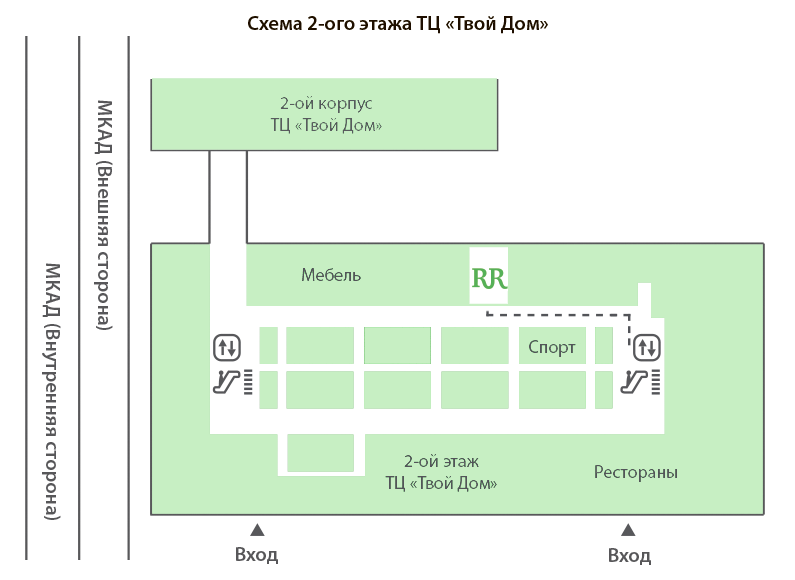 Схема 2-ого этажа ТЦ «Твой Дом»
МКАД (Внутренняя сторона)
МКАД (Внешняя сторона)
2-ой корпус
ТЦ «Твой Дом»
Мебель
RR
Спорт
2-ой этаж
ТЦ «Твой Дом»
Рестораны
Вход
Вход